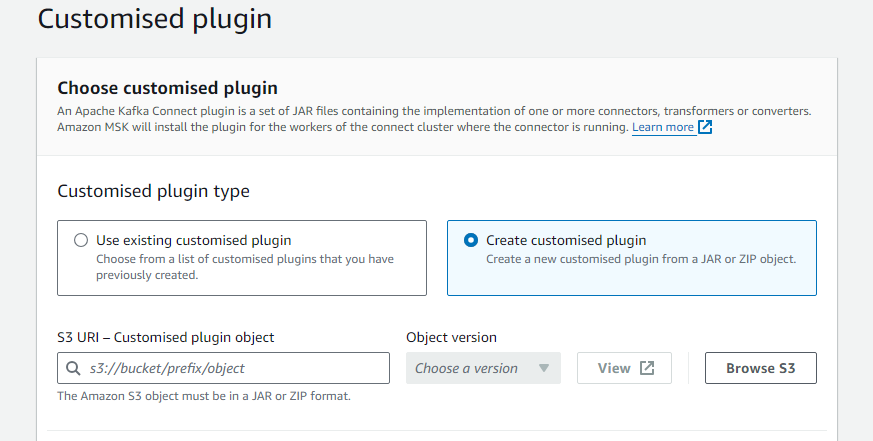 Customised plugin
Choose customised plugin
An Apache Kafka Connect plugin is a set of JAR files containing the implementation of one or more connectors, transformers or converters.
Amazon MSK will install the plugin for the workers of the connect cluster where the connector is running. Learn more
Customised plugin type
Use existing customised plugin
Choose from a list of customised plugins that you have
previously created.
Create customised plugin
Create a new customised plugin from a JAR or ZIP object.
S3 URI – Customised plugin object
s3://bucket/prefix/object
The Amazon S3 object must be in a JAR or ZIP format.
Object version
Choose a version
View
Browse S3